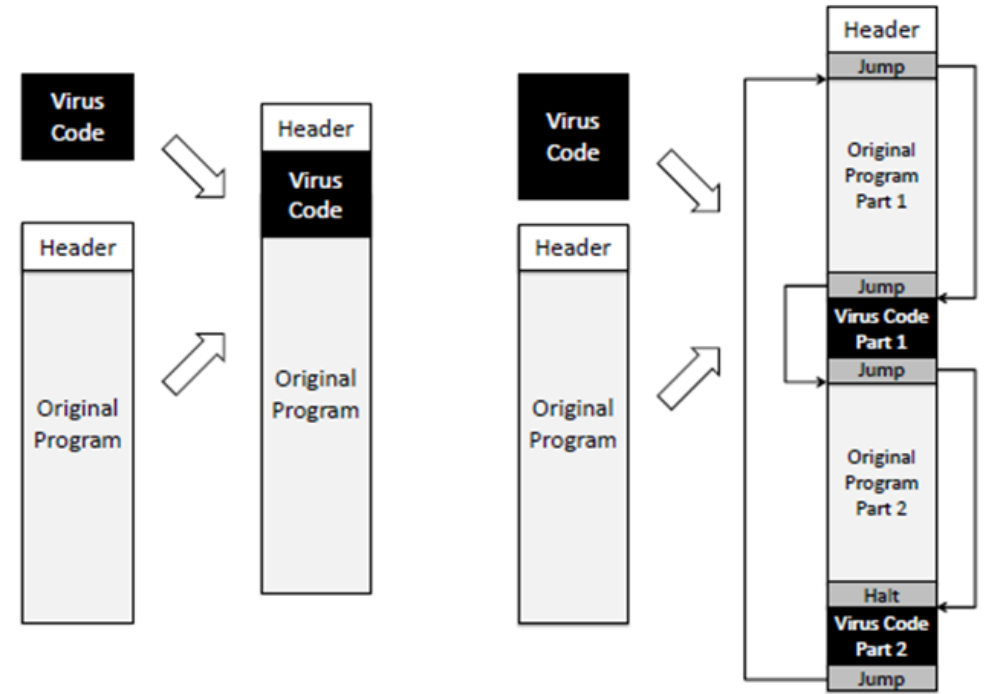 Virus
Code
Header
Original
Program
Header
Virus
Code
Original
Program
Virus
Code
Header
Original
Program
Header
Jump
Original
Program
Part 1
Jump
Virus Code
Part 1
Jump
Original
Program
Part 2
Halt
Virus Code
Part 2
Jump